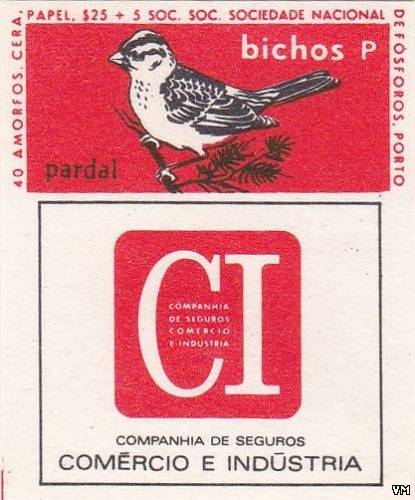 40 AMORFOS, CERA,
PAPEL, $25 + 5 SOC. SOC. SOCIEDADE NACIONAL
DE FÓSFOROS, PORTO
bichos P
pardal
CI
COMPANHIA
DE SEGUROS
COMERCIO
E INDUSTRIA
COMPANHIA DE SEGUROS
COMÉRCIO E INDÚSTRIA
VM